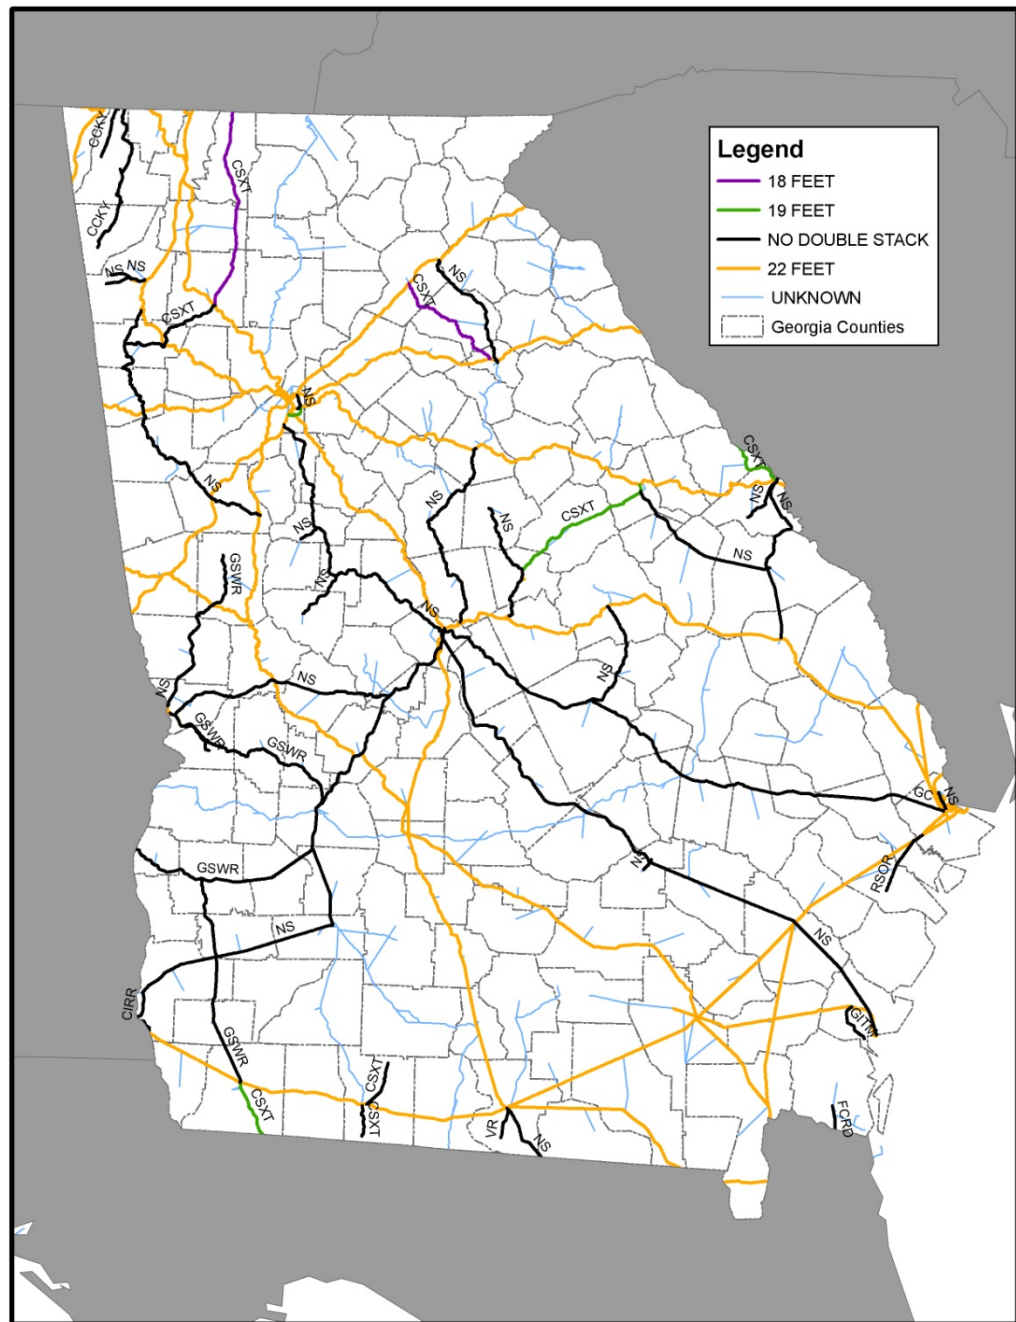 Legend
18 FEET
19 FEET
NO DOUBLE STACK
22 FEET
UNKNOWN
Georgia Counties
CCKY
CSXT
CCKY
NS
NS
CSXT
NS
CSXT
NS
CSXT
NS
NS
NS
NS
NS
CSXT
NS
NS
GSWR
NS
NS
NS
NS
NS
GSWR
GSWR
GC
NS
NS
GSWR
RSOR
NS
NS
CIRR
GITM
GSWR
CSXT
CSXT
CSXT
FCRD
VR
NS